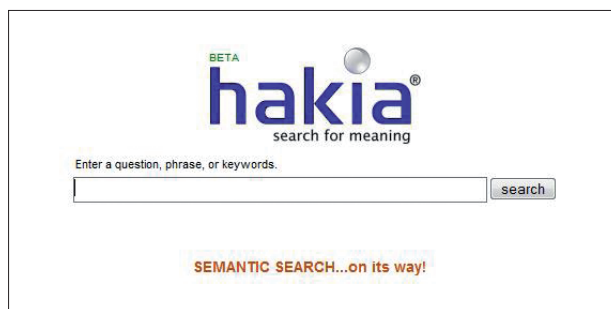 BETA
hakia®
search for meaning
Enter a question, phrase, or keywords.
search
SEMANTIC SEARCH...on its way!